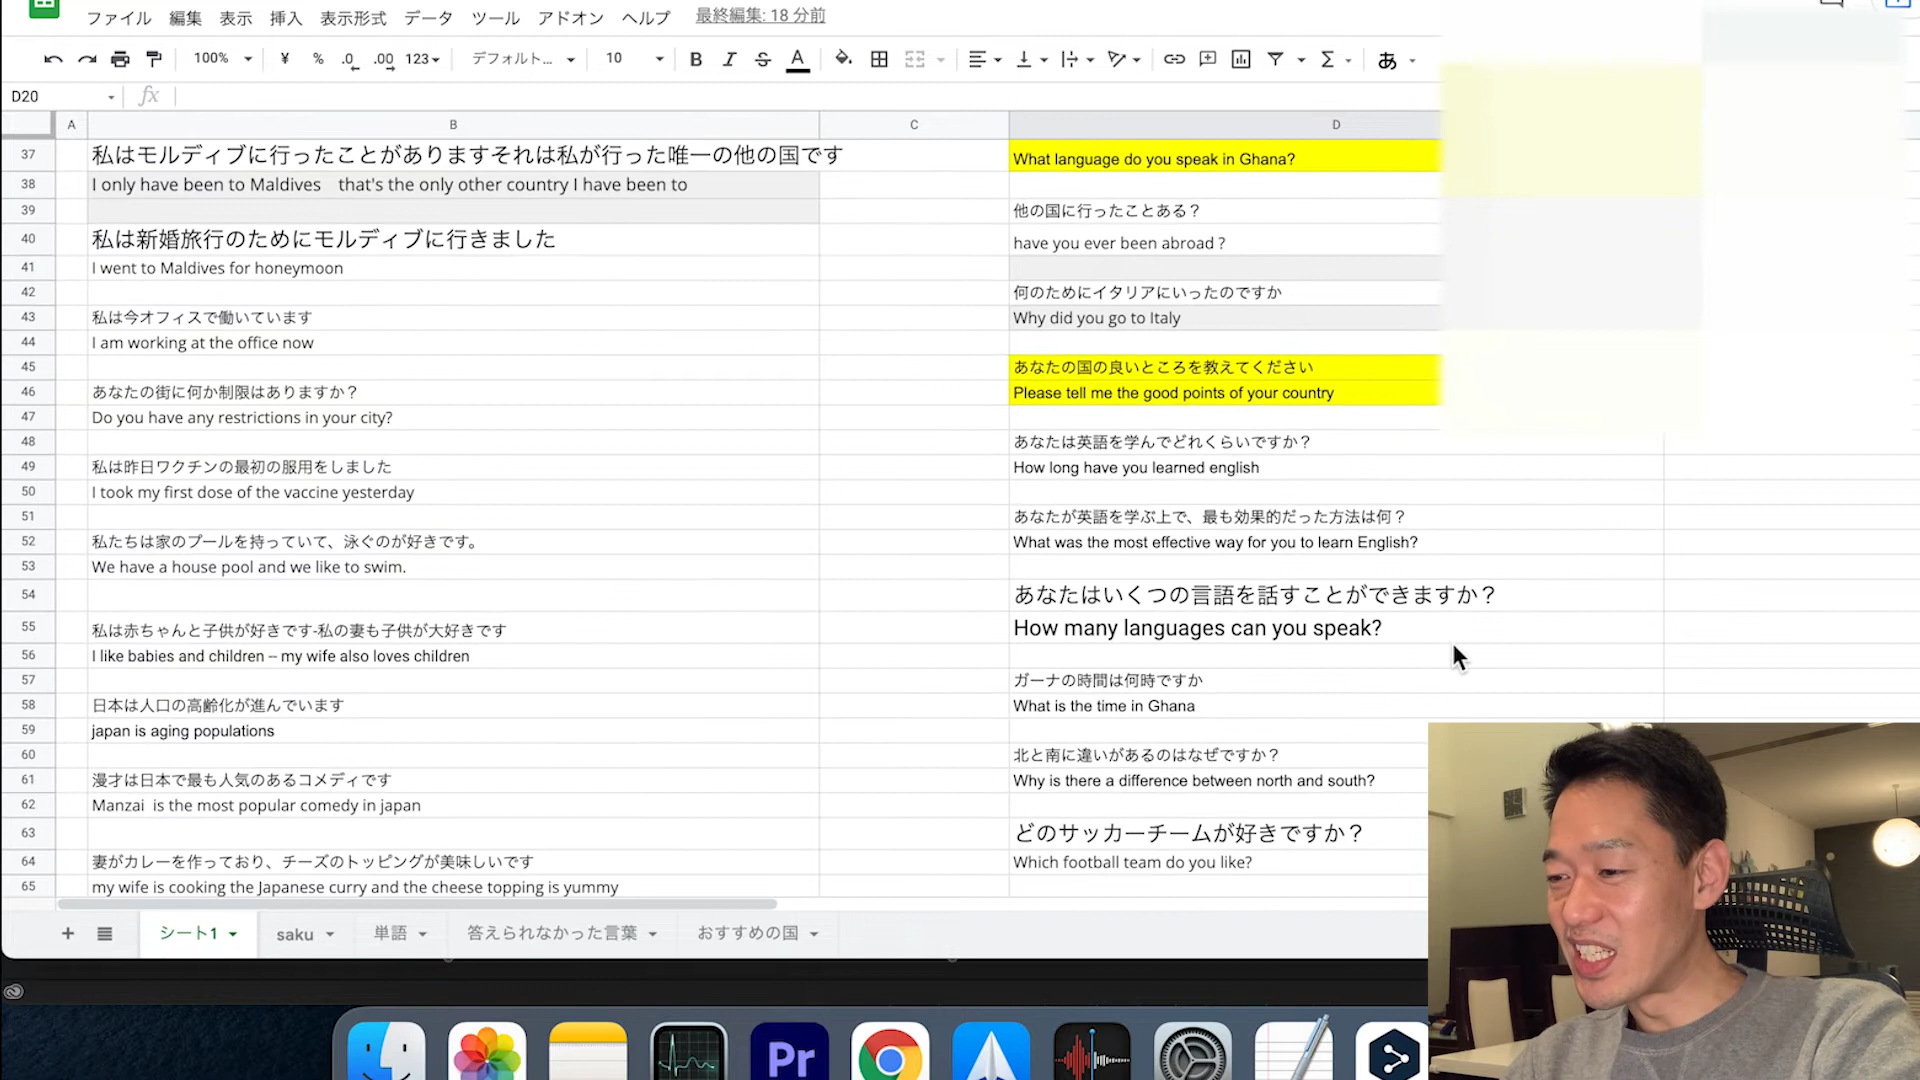 ファイル 編集 表示 挿入 表示形式 データ ツール アドオン ヘルプ 最終編集: 18 分前
100% ¥ % .0 .00 123 デフォルト... 10 B I S A Σ あ
D20 fx
A B C D
37 私はモルディブに行ったことがありますそれは私が行った唯一の他の国です What language do you speak in Ghana?
38 I only have been to Maldives that's the only other country I have been to
39 他の国に行ったことある？
40 私は新婚旅行のためにモルディブに行きました have you ever been abroad ?
41 I went to Maldives for honeymoon
42 何のためにイタリアにいったのですか
43 私は今オフィスで働いています Why did you go to Italy
44 I am working at the office now
45 あなたの国の良いところを教えてください
46 あなたの街に何か制限はありますか？ Please tell me the good points of your country
47 Do you have any restrictions in your city?
48 あなたは英語を学んでどれくらいですか？
49 私は昨日ワクチンの最初の服用をしました How long have you learned english
50 I took my first dose of the vaccine yesterday
51 あなたが英語を学ぶ上で、最も効果的だった方法は何？
52 私たちは家のプールを持っていて、泳ぐのが好きです。 What was the most effective way for you to learn English?
53 We have a house pool and we like to swim.
54 あなたはいくつの言語を話すことができますか？
55 私は赤ちゃんと子供が好きです-私の妻も子供が大好きです How many languages can you speak?
56 I like babies and children – my wife also loves children
57 ガーナの時間は何時ですか
58 日本は人口の高齢化が進んでいます What is the time in Ghana
59 japan is aging populations
60 北と南に違いがあるのはなぜですか？
61 漫才は日本で最も人気のあるコメディです Why is there a difference between north and south?
62 Manzai is the most popular comedy in japan
63 どのサッカーチームが好きですか？
64 妻がカレーを作っており、チーズのトッピングが美味しいです Which football team do you like?
65 my wife is cooking the Japanese curry and the cheese topping is yummy
シート1 saku 単語 答えられなかった言葉 おすすめの国
Pr